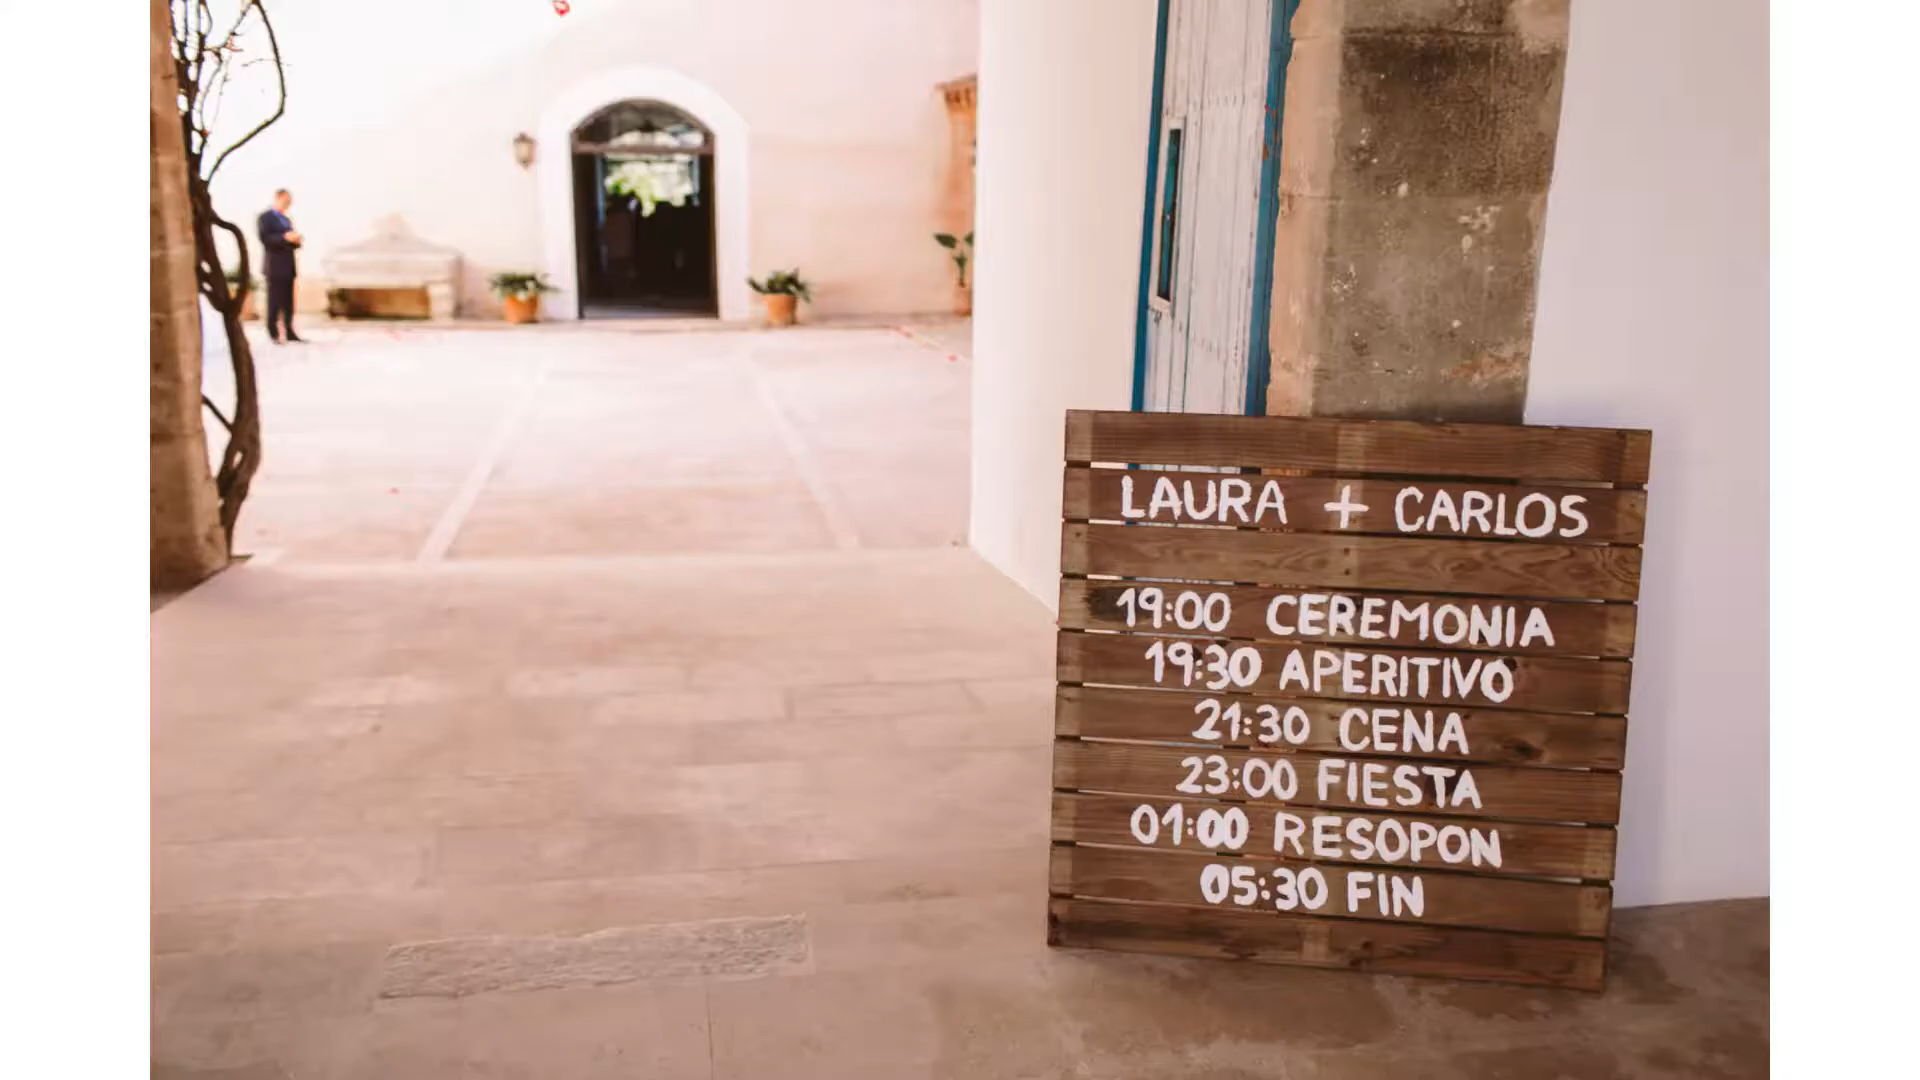 LAURA + CARLOS
19:00 CEREMONIA
19:30 APERITIVO
21:30 CENA
23:00 FIESTA
01:00 RESOPON
05:30 FIN